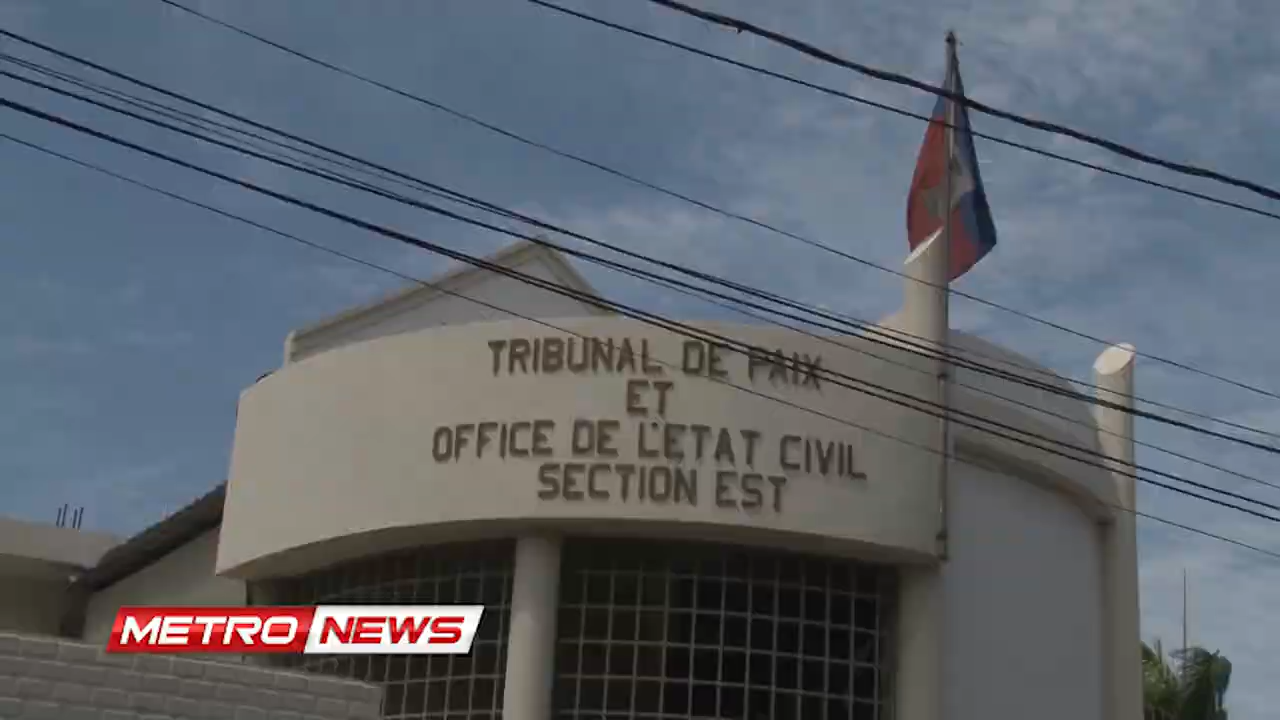 TRIBUNAL DE PAIX
ET
OFFICE DE L'ETAT CIVIL
SECTION EST
METRO NEWS